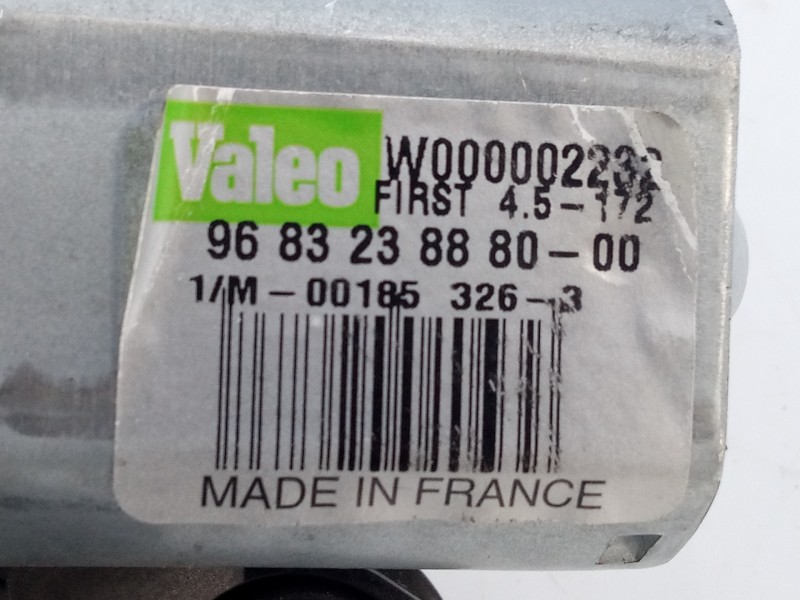 Valeo W000002232
FIRST 4.5-172
96 83 23 88 80-00
1/M-00185 326-3
MADE IN FRANCE